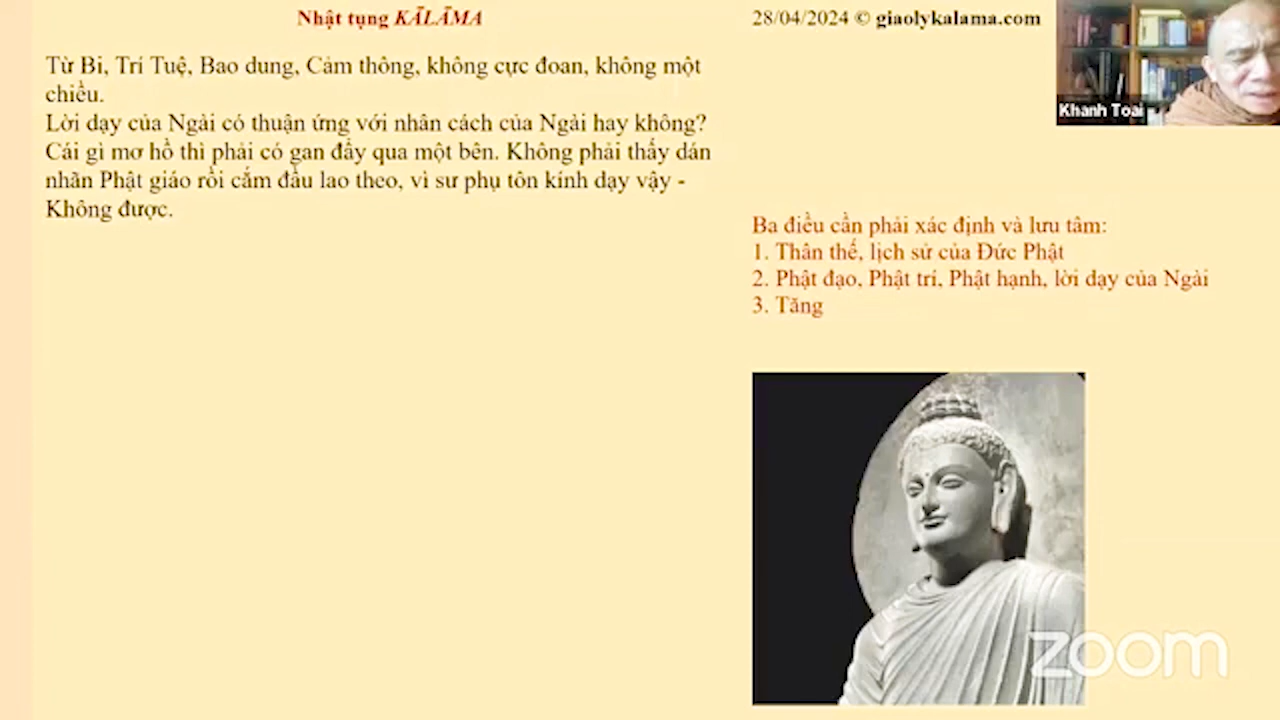 Nhật tụng KĀLĀMA
28/04/2024 © giaolykalama.com
Từ Bi, Trí Tuệ, Bao dung, Cảm thông, không cực đoan, không một
chiều.
Lời dạy của Ngài có thuận ứng với nhân cách của Ngài hay không?
Cái gì mơ hồ thì phải có gan đẩy qua một bên. Không phải thấy dán
nhãn Phật giáo rồi cắm đầu lao theo, vì sư phụ tôn kính dạy vậy -
Không được.
Khanh Toai
Ba điều cần phải xác định và lưu tâm:
1. Thân thế, lịch sử của Đức Phật
2. Phật đạo, Phật trí, Phật hạnh, lời dạy của Ngài
3. Tăng
zoom